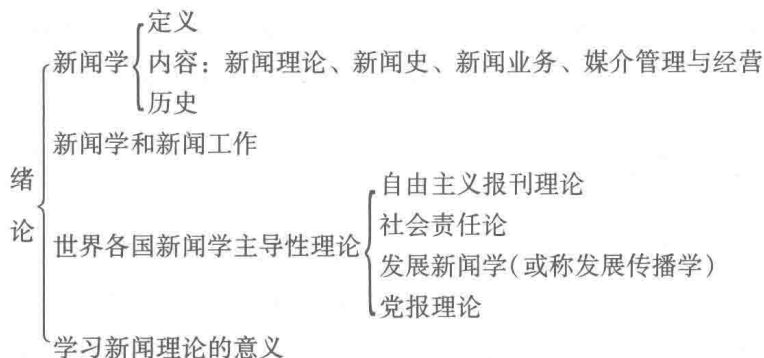 定义
新闻学
内容：新闻理论、新闻史、新闻业务、媒介管理与经营
历史
新闻学和新闻工作
绪论
世界各国新闻学主导性理论
自由主义报刊理论
社会责任论
发展新闻学(或称发展传播学)
党报理论
学习新闻理论的意义